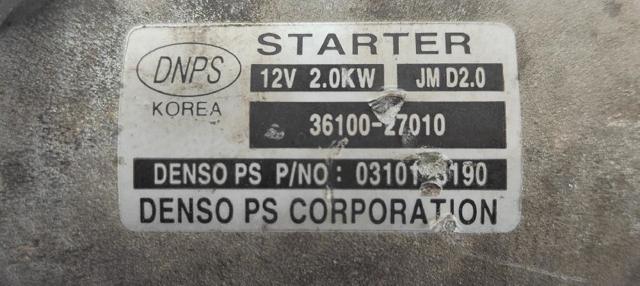 DNPS
KOREA
STARTER
12V 2.0KW JM D2.0
36100-27010
DENSO PS P/NO:
DENSO PS CORPORATION